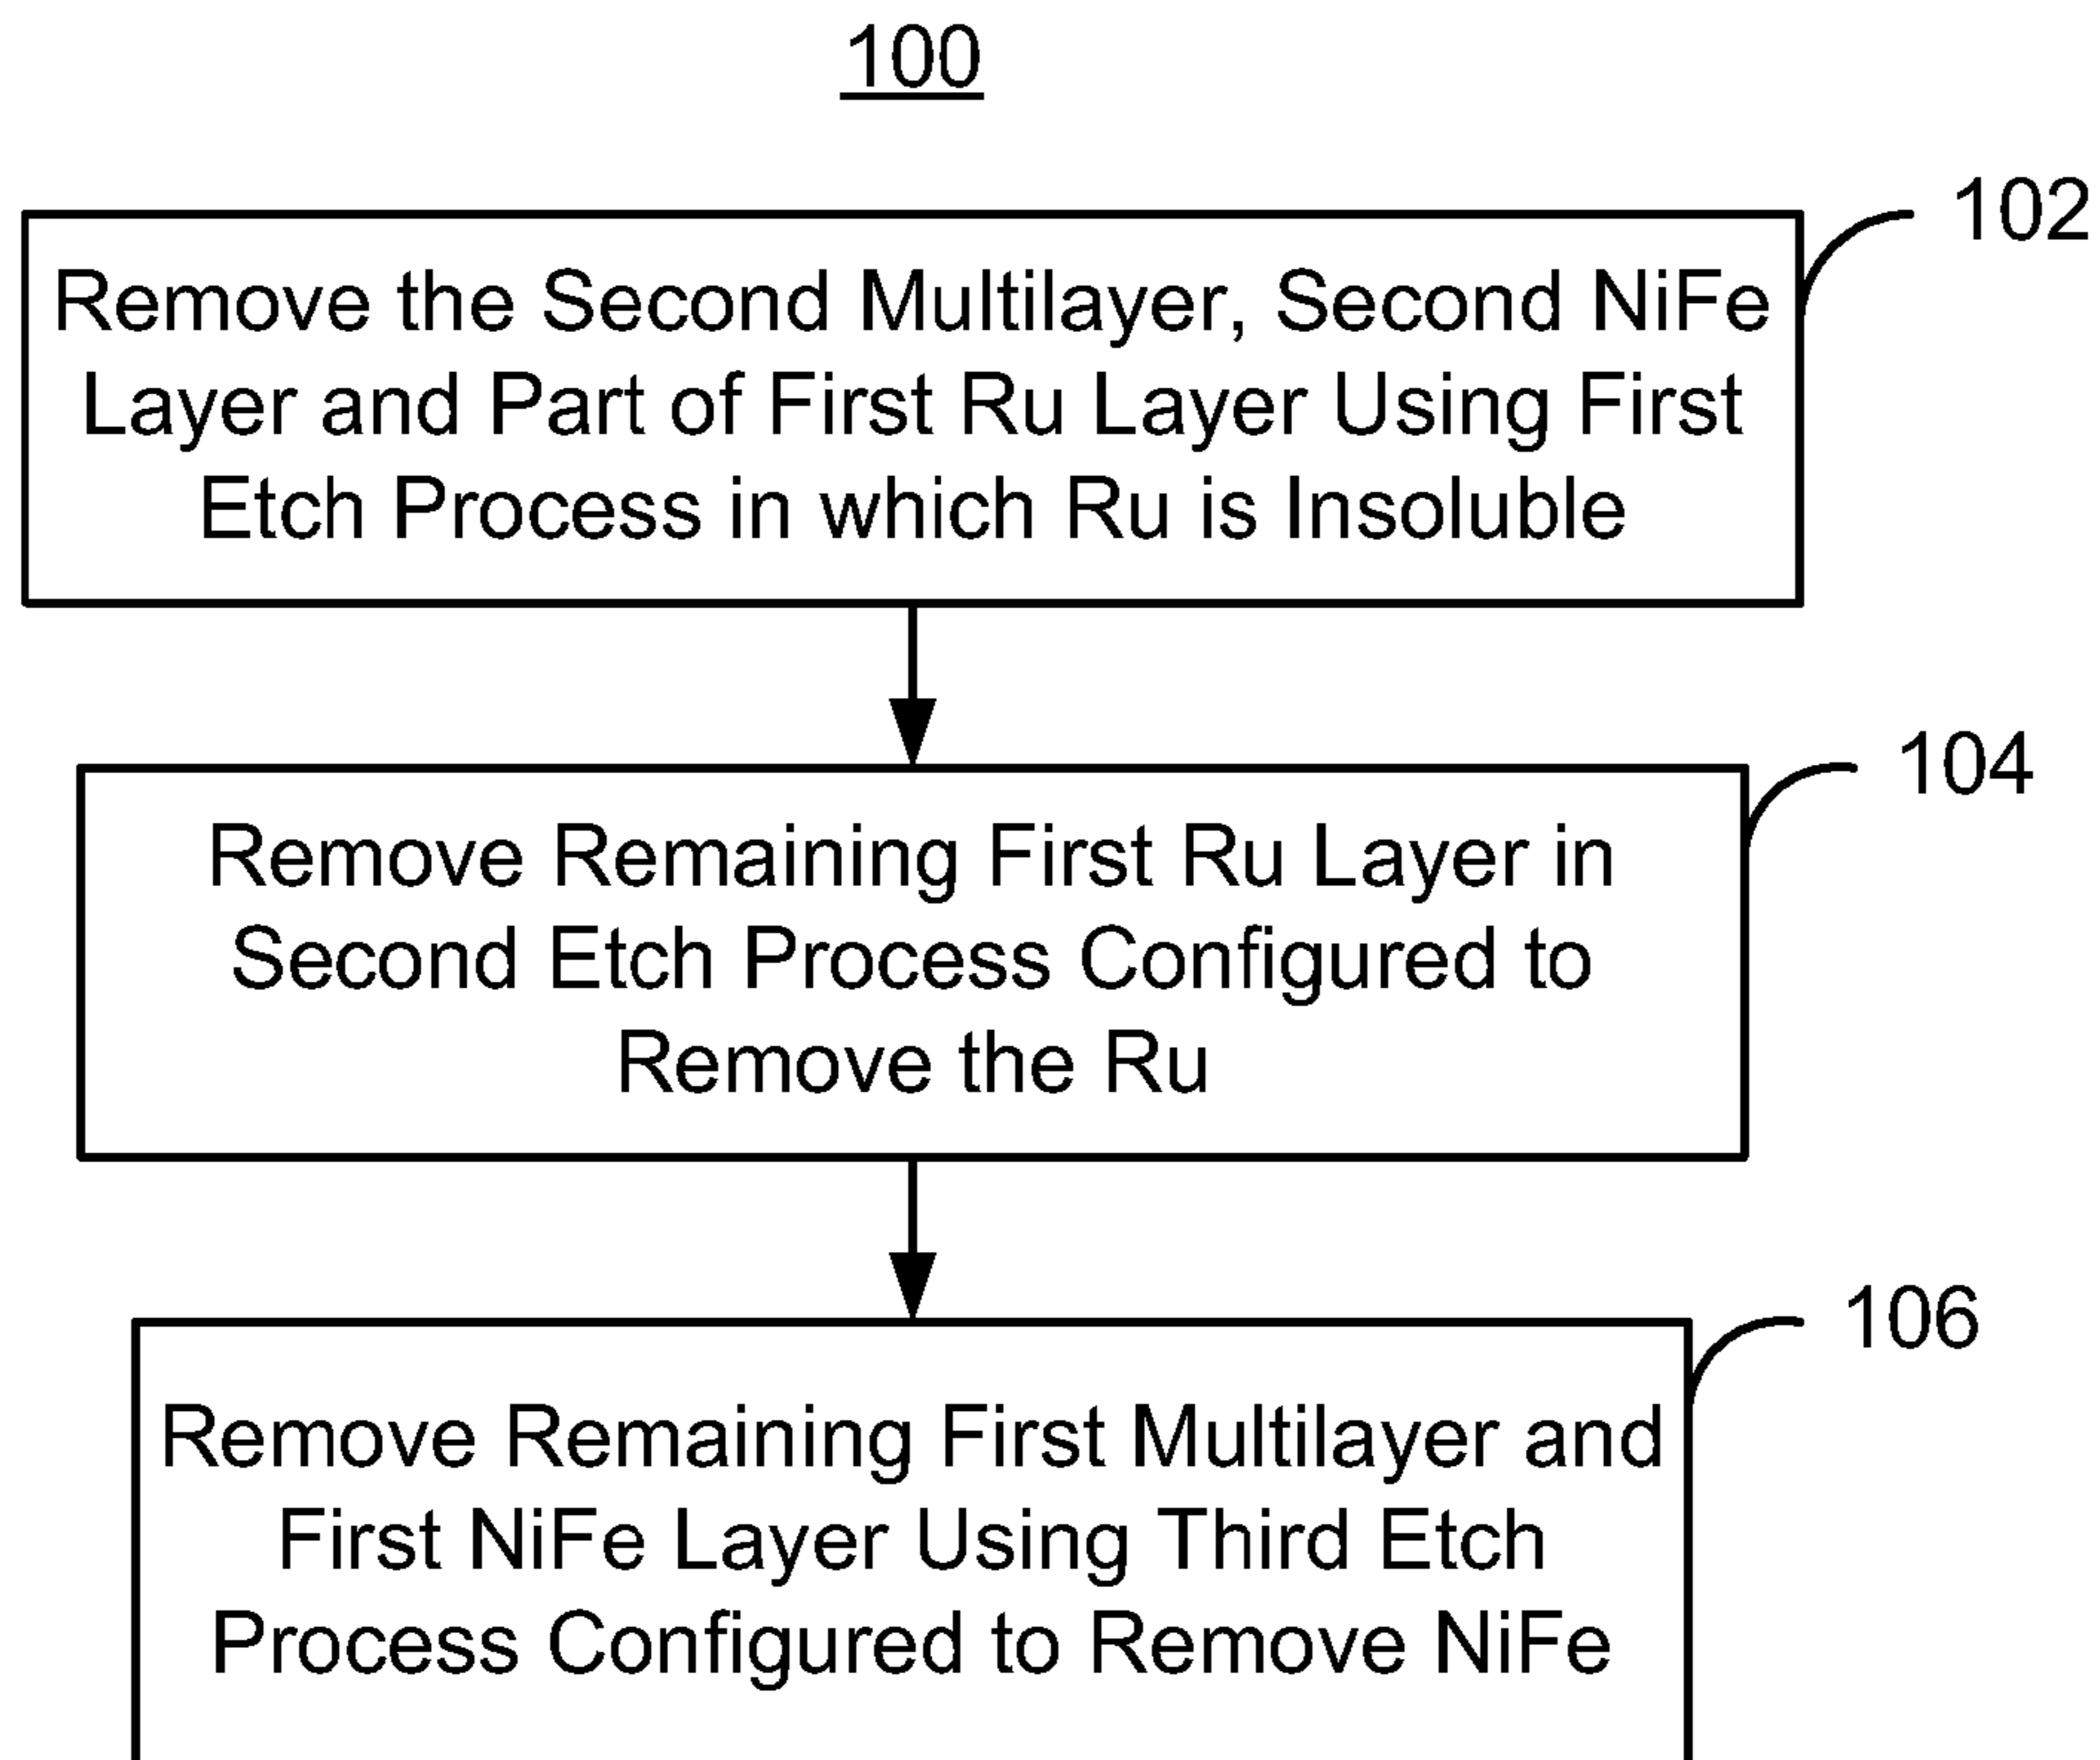 100
102
Remove the Second Multilayer, Second NiFe
Layer and Part of First Ru Layer Using First
Etch Process in which Ru is Insoluble
104
Remove Remaining First Ru Layer in
Second Etch Process Configured to
Remove the Ru
106
Remove Remaining First Multilayer and
First NiFe Layer Using Third Etch
Process Configured to Remove NiFe